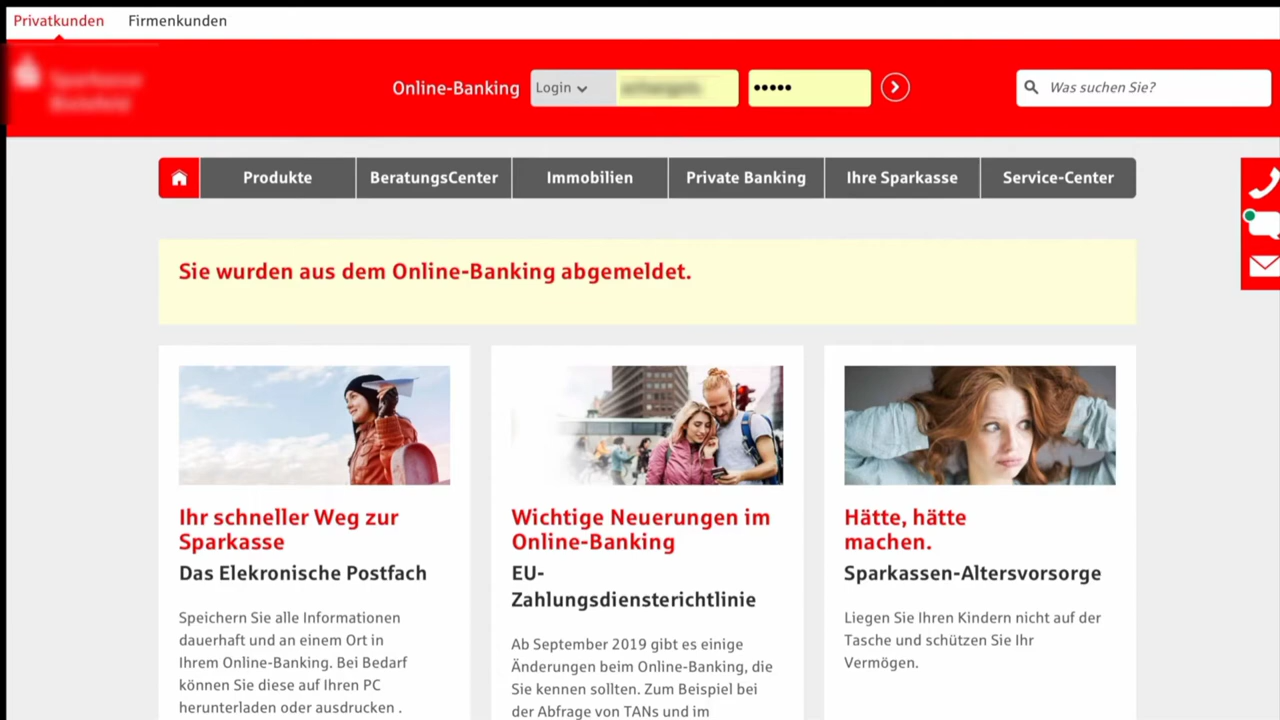 Privatkunden Firmenkunden
Online-Banking Login Was suchen Sie?
Produkte BeratungsCenter Immobilien Private Banking Ihre Sparkasse Service-Center
Sie wurden aus dem Online-Banking abgemeldet.
Ihr schneller Weg zur
Sparkasse
Das Elekronische Postfach
Speichern Sie alle Informationen
dauerhaft und an einem Ort in
Ihrem Online-Banking. Bei Bedarf
können Sie diese auf Ihren PC
herunterladen oder ausdrucken .
Wichtige Neuerungen im
Online-Banking
EU-
Zahlungsdiensterichtlinie
Ab September 2019 gibt es einige
Änderungen beim Online-Banking, die
Sie kennen sollten. Zum Beispiel bei
der Abfrage von TANs und im
Hätte, hätte
machen.
Sparkassen-Altersvorsorge
Liegen Sie Ihren Kindern nicht auf der
Tasche und schützen Sie Ihr
Vermögen.